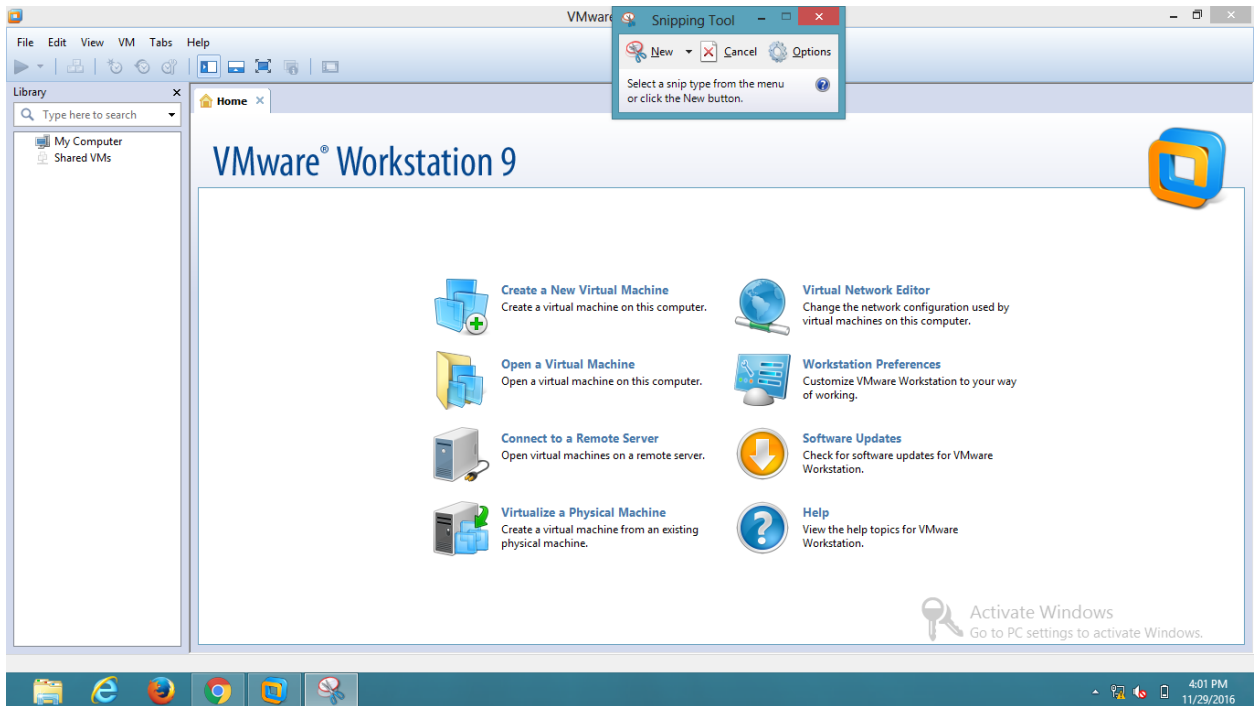 VMware
Snipping Tool
File Edit View VM Tabs Help
New Cancel Options
Select a snip type from the menu
or click the New button.
Library
Type here to search
My Computer
Shared VMs
Home
VMware® Workstation 9
Create a New Virtual Machine
Create a virtual machine on this computer.
Open a Virtual Machine
Open a virtual machine on this computer.
Connect to a Remote Server
Open virtual machines on a remote server.
Virtualize a Physical Machine
Create a virtual machine from an existing
physical machine.
Virtual Network Editor
Change the network configuration used by
virtual machines on this computer.
Workstation Preferences
Customize VMware Workstation to your way
of working.
Software Updates
Check for software updates for VMware
Workstation.
Help
View the help topics for VMware
Workstation.
Activate Windows
Go to PC settings to activate Windows.
4:01 PM
11/29/2016